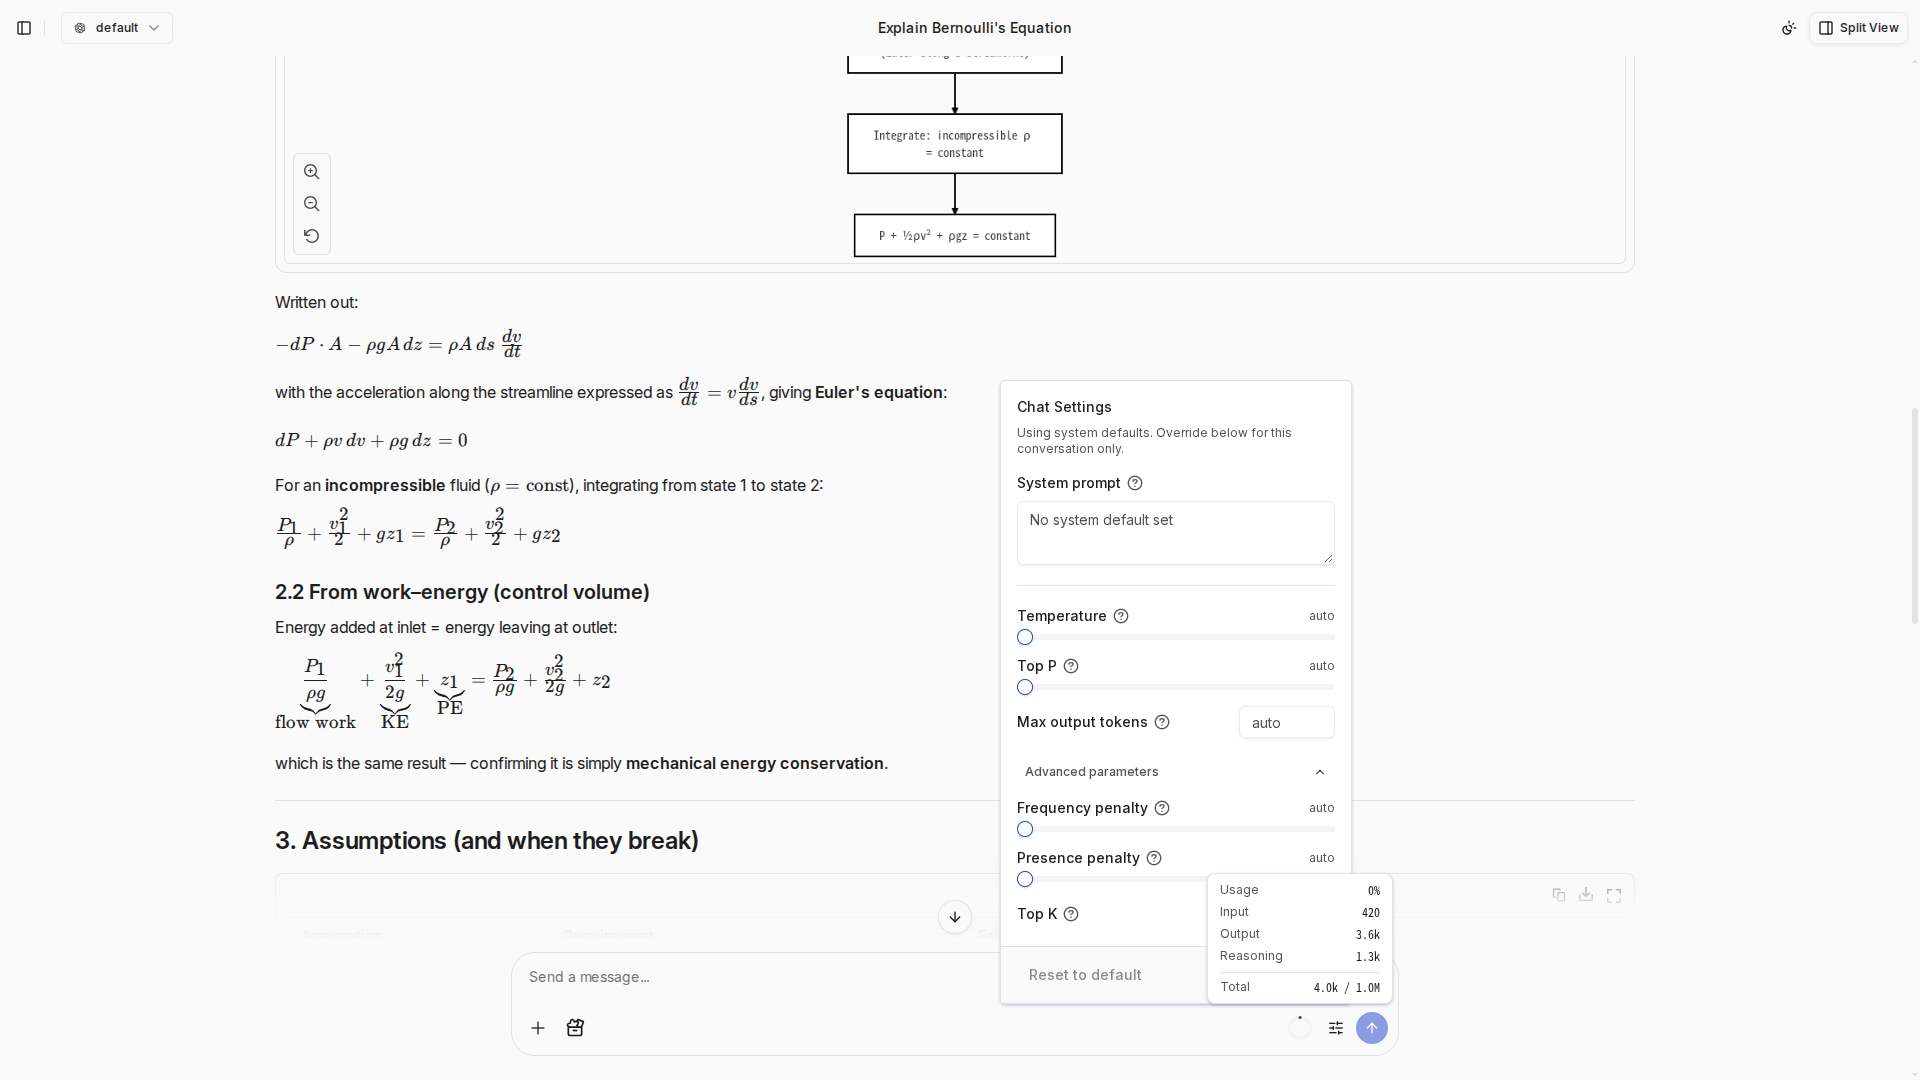 default
Explain Bernoulli's Equation
Split View
Integrate: incompressible ρ
= constant
P + ½ρv² + ρgz = constant
Written out:
−dP · A − ρgA dz = ρA ds dv/dt
with the acceleration along the streamline expressed as dv/dt = v dv/ds, giving Euler's equation:
dP + ρv dv + ρg dz = 0
For an incompressible fluid (ρ = const), integrating from state 1 to state 2:
P₁/ρ + v₁²/2 + gz₁ = P₂/ρ + v₂²/2 + gz₂
2.2 From work–energy (control volume)
Energy added at inlet = energy leaving at outlet:
P₁/ρg + v₁²/2g + z₁ = P₂/ρg + v₂²/2g + z₂
flow work KE PE
which is the same result — confirming it is simply mechanical energy conservation.
3. Assumptions (and when they break)
Assumption Requirement
Chat Settings
Using system defaults. Override below for this
conversation only.
System prompt
No system default set
Temperature auto
Top P auto
Max output tokens auto
Advanced parameters
Frequency penalty auto
Presence penalty auto
Top K
Reset to default
Usage 0%
Input 420
Output 3.6k
Reasoning 1.3k
Total 4.0k / 1.0M
Send a message...